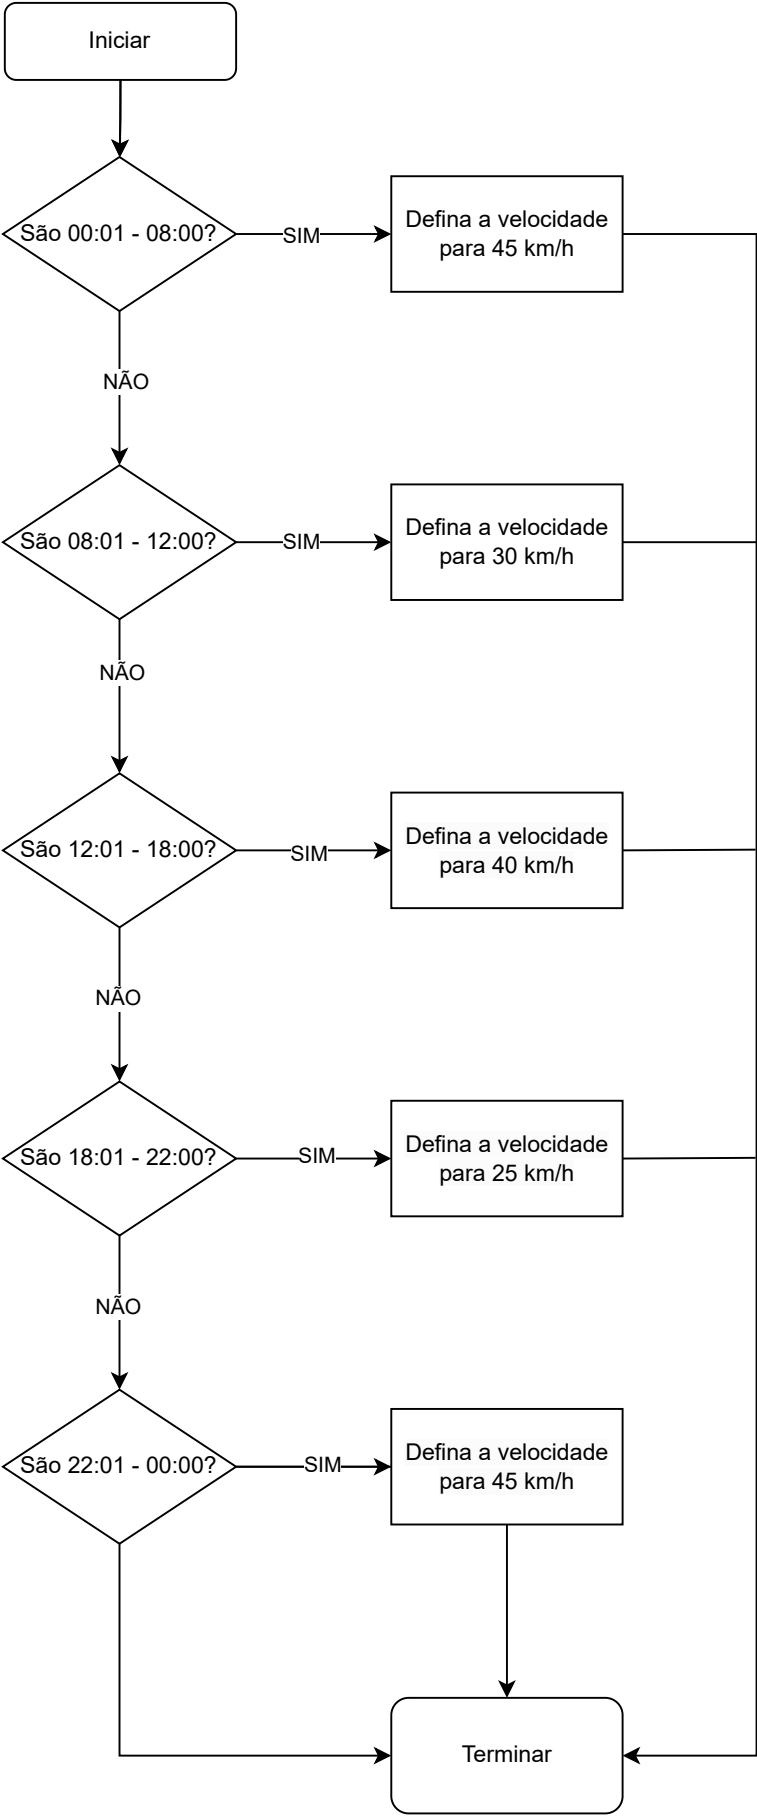 Iniciar
São 00:01 - 08:00?
SIM
Defina a velocidade
para 45 km/h
NÃO
São 08:01 - 12:00?
SIM
Defina a velocidade
para 30 km/h
NÃO
São 12:01 - 18:00?
SIM
Defina a velocidade
para 40 km/h
NÃO
São 18:01 - 22:00?
SIM
Defina a velocidade
para 25 km/h
NÃO
São 22:01 - 00:00?
SIM
Defina a velocidade
para 45 km/h
Terminar